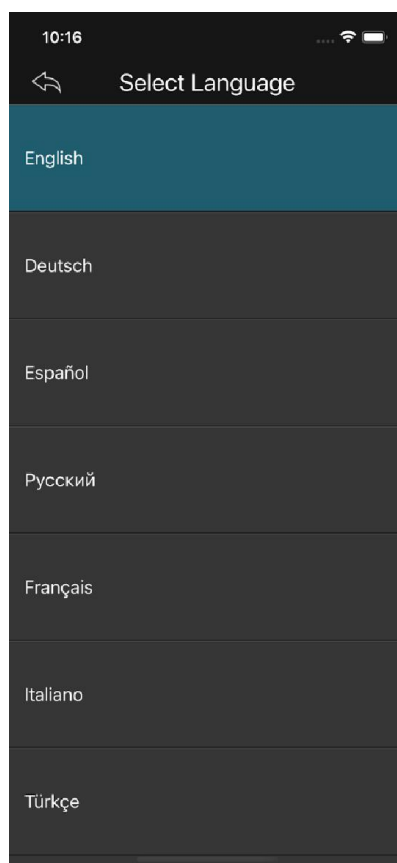 10:16
Select Language
English
Deutsch
Español
Русский
Français
Italiano
Türkçe